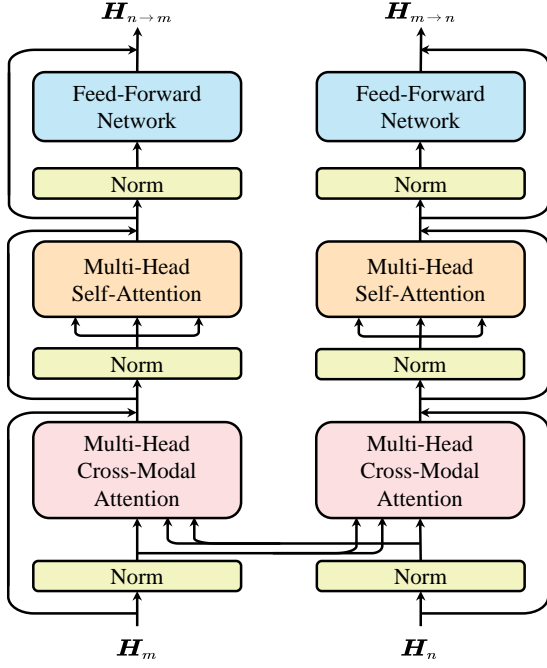 H_{n→m}
Feed-Forward
Network
Norm
Multi-Head
Self-Attention
Norm
Multi-Head
Cross-Modal
Attention
Norm
H_m
H_{m→n}
Feed-Forward
Network
Norm
Multi-Head
Self-Attention
Norm
Multi-Head
Cross-Modal
Attention
Norm
H_n